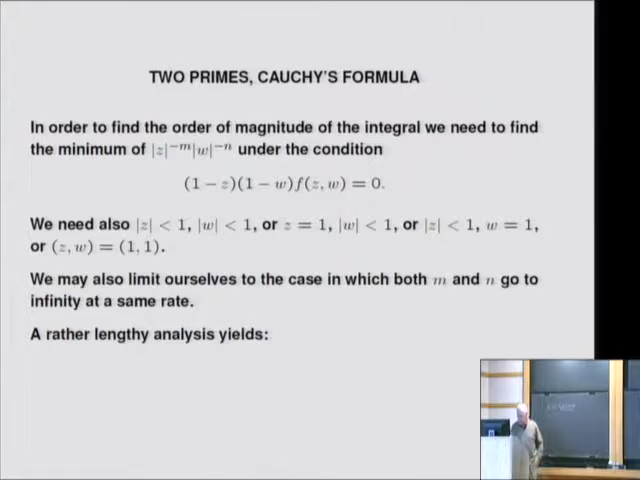 TWO PRIMES, CAUCHY'S FORMULA
In order to find the order of magnitude of the integral we need to find
the minimum of |z|^{-m}|w|^{-n} under the condition
(1 − z)(1 − w)f(z, w) = 0.
We need also |z| < 1, |w| < 1, or z = 1, |w| < 1, or |z| < 1, w = 1,
or (z, w) = (1, 1).
We may also limit ourselves to the case in which both m and n go to
infinity at a same rate.
A rather lengthy analysis yields: